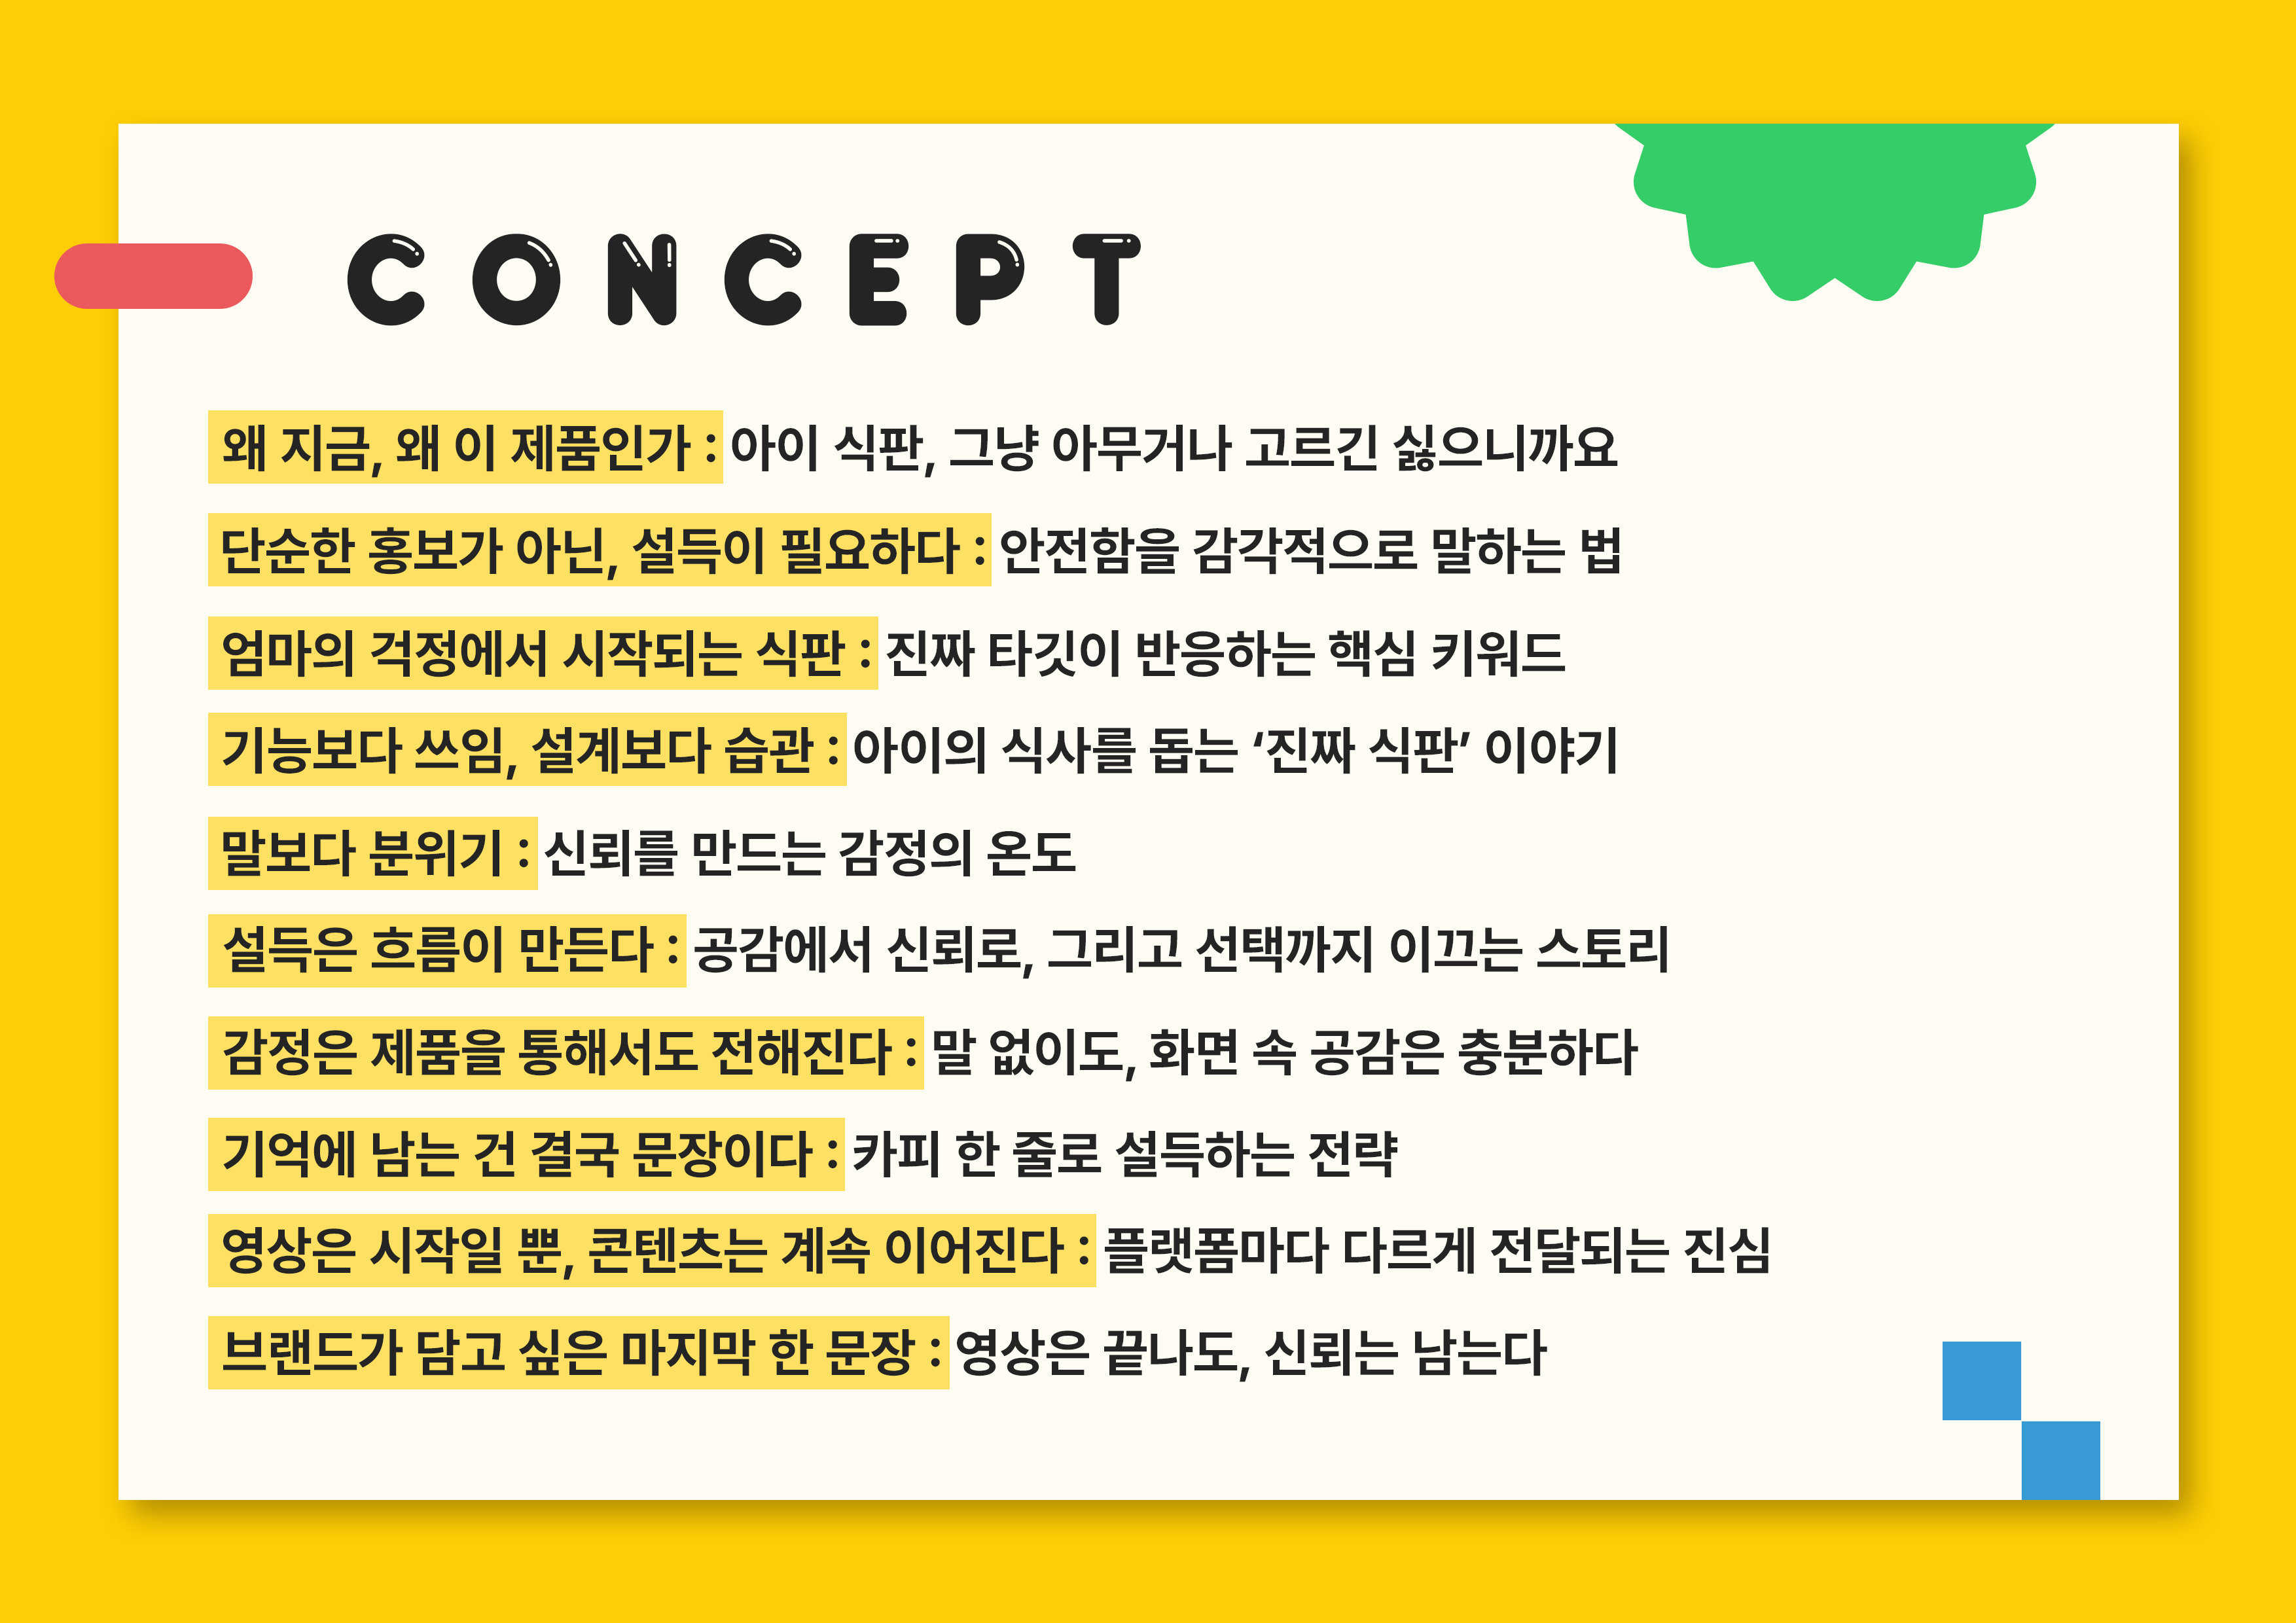 CONCEPT
왜 지금, 왜 이 제품인가 : 아이 식판, 그냥 아무거나 고르긴 싫으니까요
단순한 홍보가 아닌, 설득이 필요하다 : 안전함을 감각적으로 말하는 법
엄마의 걱정에서 시작되는 식판 : 진짜 타깃이 반응하는 핵심 키워드
기능보다 쓰임, 설계보다 습관 : 아이의 식사를 돕는 ‘진짜 식판’ 이야기
말보다 분위기 : 신뢰를 만드는 감정의 온도
설득은 흐름이 만든다 : 공감에서 신뢰로, 그리고 선택까지 이끄는 스토리
감정은 제품을 통해서도 전해진다 : 말 없이도, 화면 속 공감은 충분하다
기억에 남는 건 결국 문장이다 : 카피 한 줄로 설득하는 전략
영상은 시작일 뿐, 콘텐츠는 계속 이어진다 : 플랫폼마다 다르게 전달되는 진심
브랜드가 담고 싶은 마지막 한 문장 : 영상은 끝나도, 신뢰는 남는다